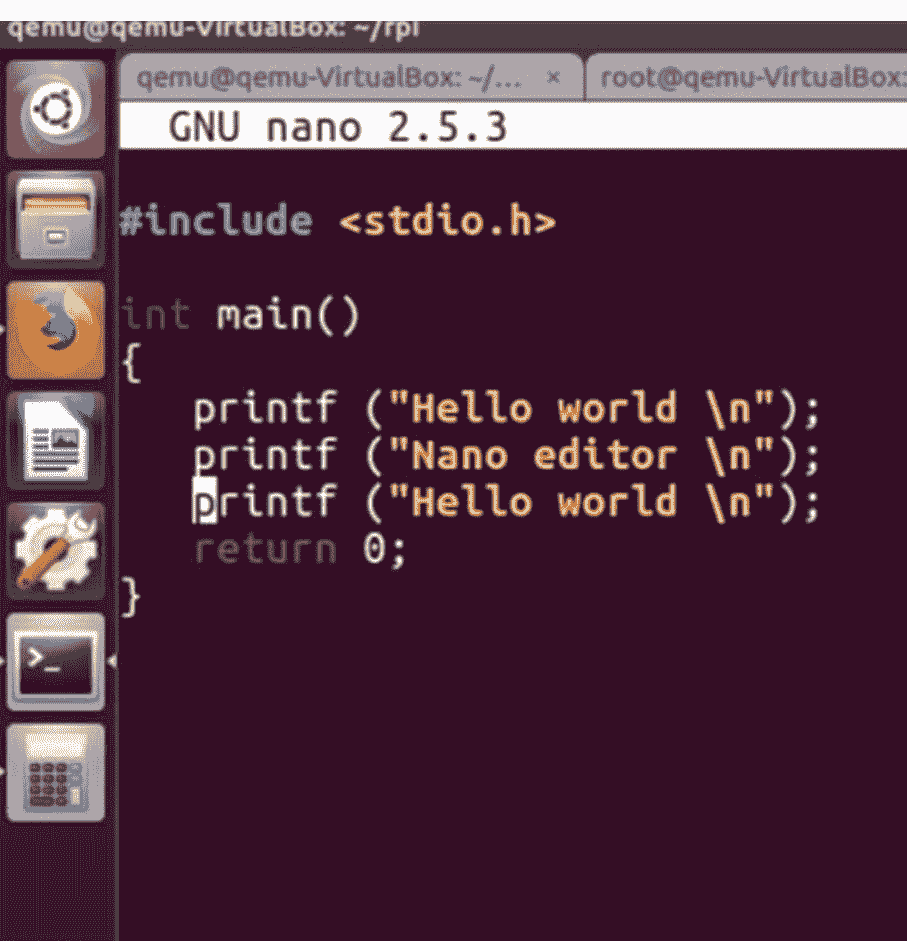 qemu@qemu-VirtualBox: ~/rpi
qemu@qemu-VirtualBox: ~/... × root@qemu-VirtualBox:
GNU nano 2.5.3
#include <stdio.h>
int main()
{
printf ("Hello world \n");
printf ("Nano editor \n");
printf ("Hello world \n");
return 0;
}
>_